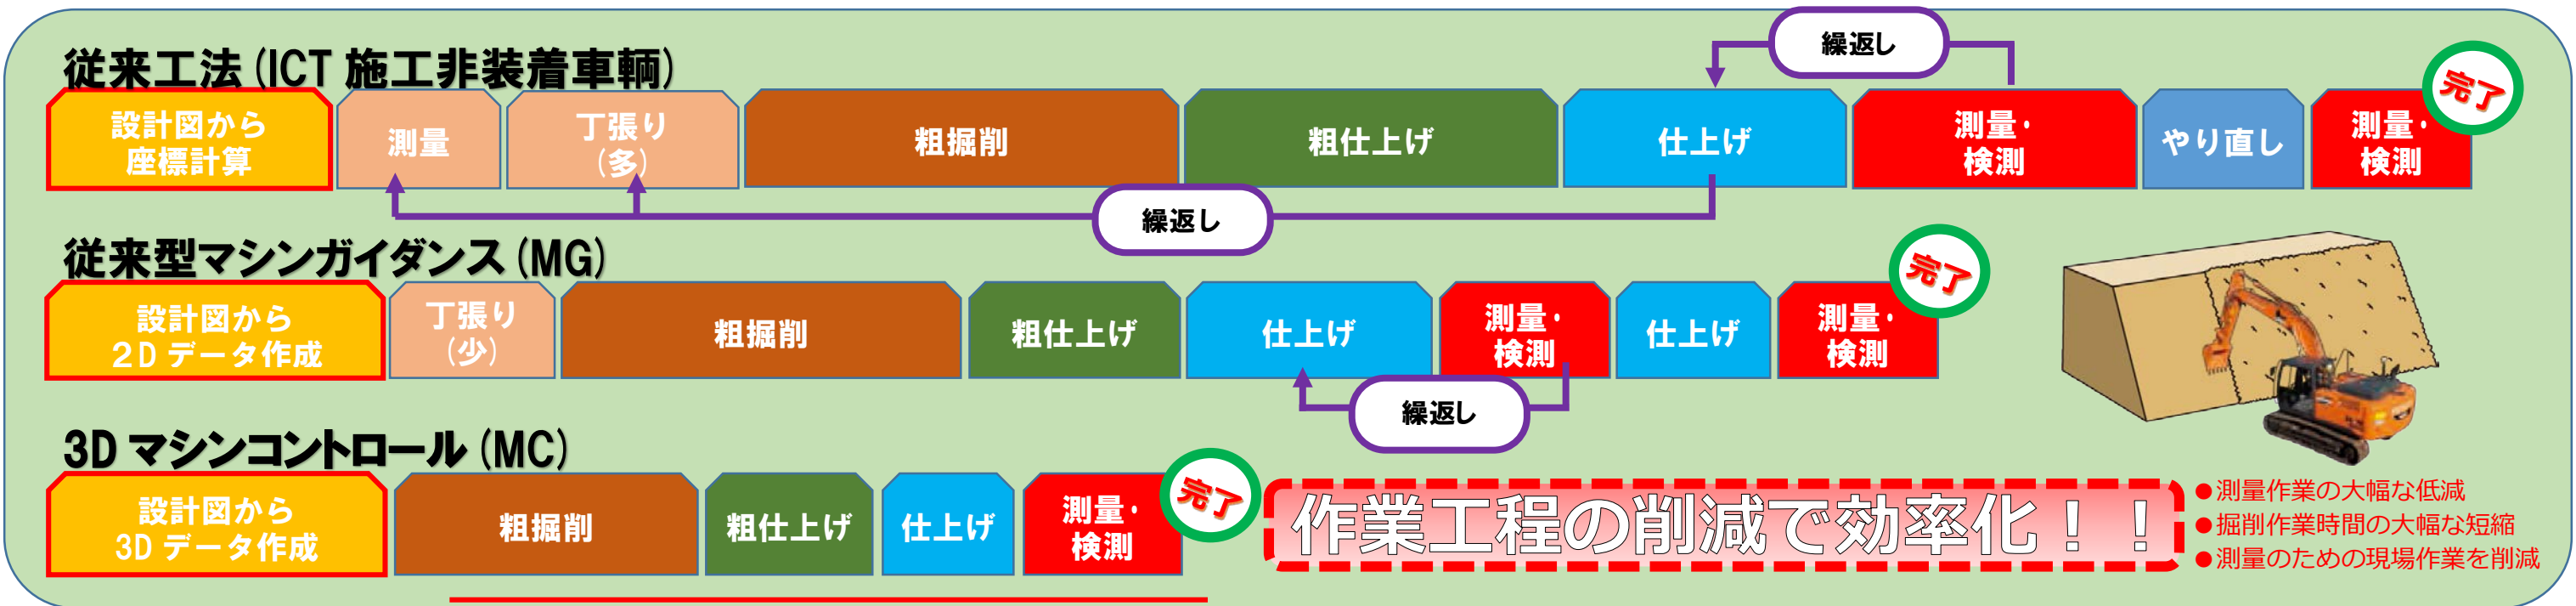 従来工法(ICT 施工非装着車輌)
繰返し
完了
設計図から
座標計算
測量
丁張り
(多)
粗掘削
粗仕上げ
仕上げ
測量・
検測
やり直し
測量・
検測
繰返し
従来型マシンガイダンス(MG)
完了
設計図から
2D データ作成
丁張り
(少)
粗掘削
粗仕上げ
仕上げ
測量・
検測
仕上げ
測量・
検測
繰返し
3D マシンコントロール(MC)
完了
設計図から
3D データ作成
粗掘削
粗仕上げ
仕上げ
測量・
検測
作業工程の削減で効率化！！
●測量作業の大幅な低減
●掘削作業時間の大幅な短縮
●測量のための現場作業を削減